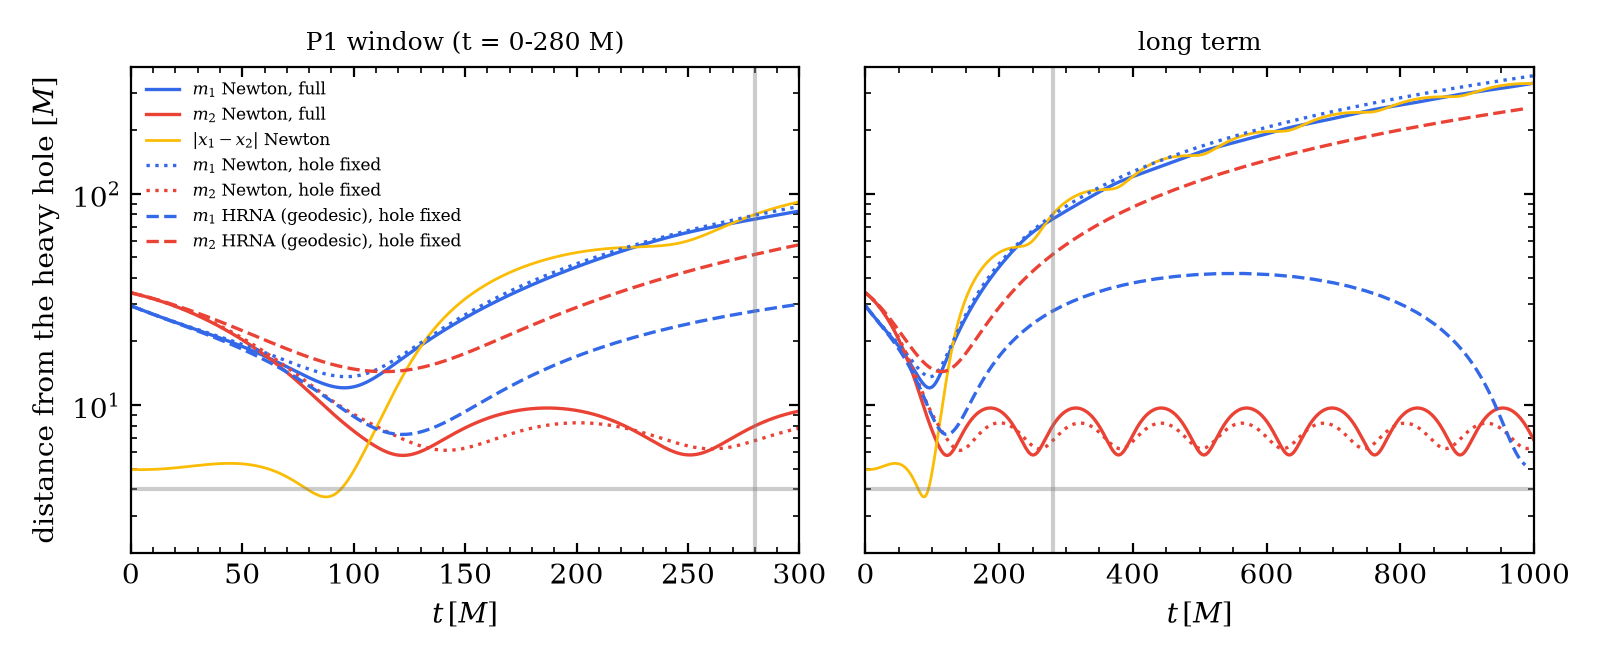 P1 window (t = 0-280 M)
long term
distance from the heavy hole [M]
10²
10¹
m₁ Newton, full
m₂ Newton, full
|x₁ − x₂| Newton
m₁ Newton, hole fixed
m₂ Newton, hole fixed
m₁ HRNA (geodesic), hole fixed
m₂ HRNA (geodesic), hole fixed
0 50 100 150 200 250 300
0 200 400 600 800 1000
t [M]
t [M]